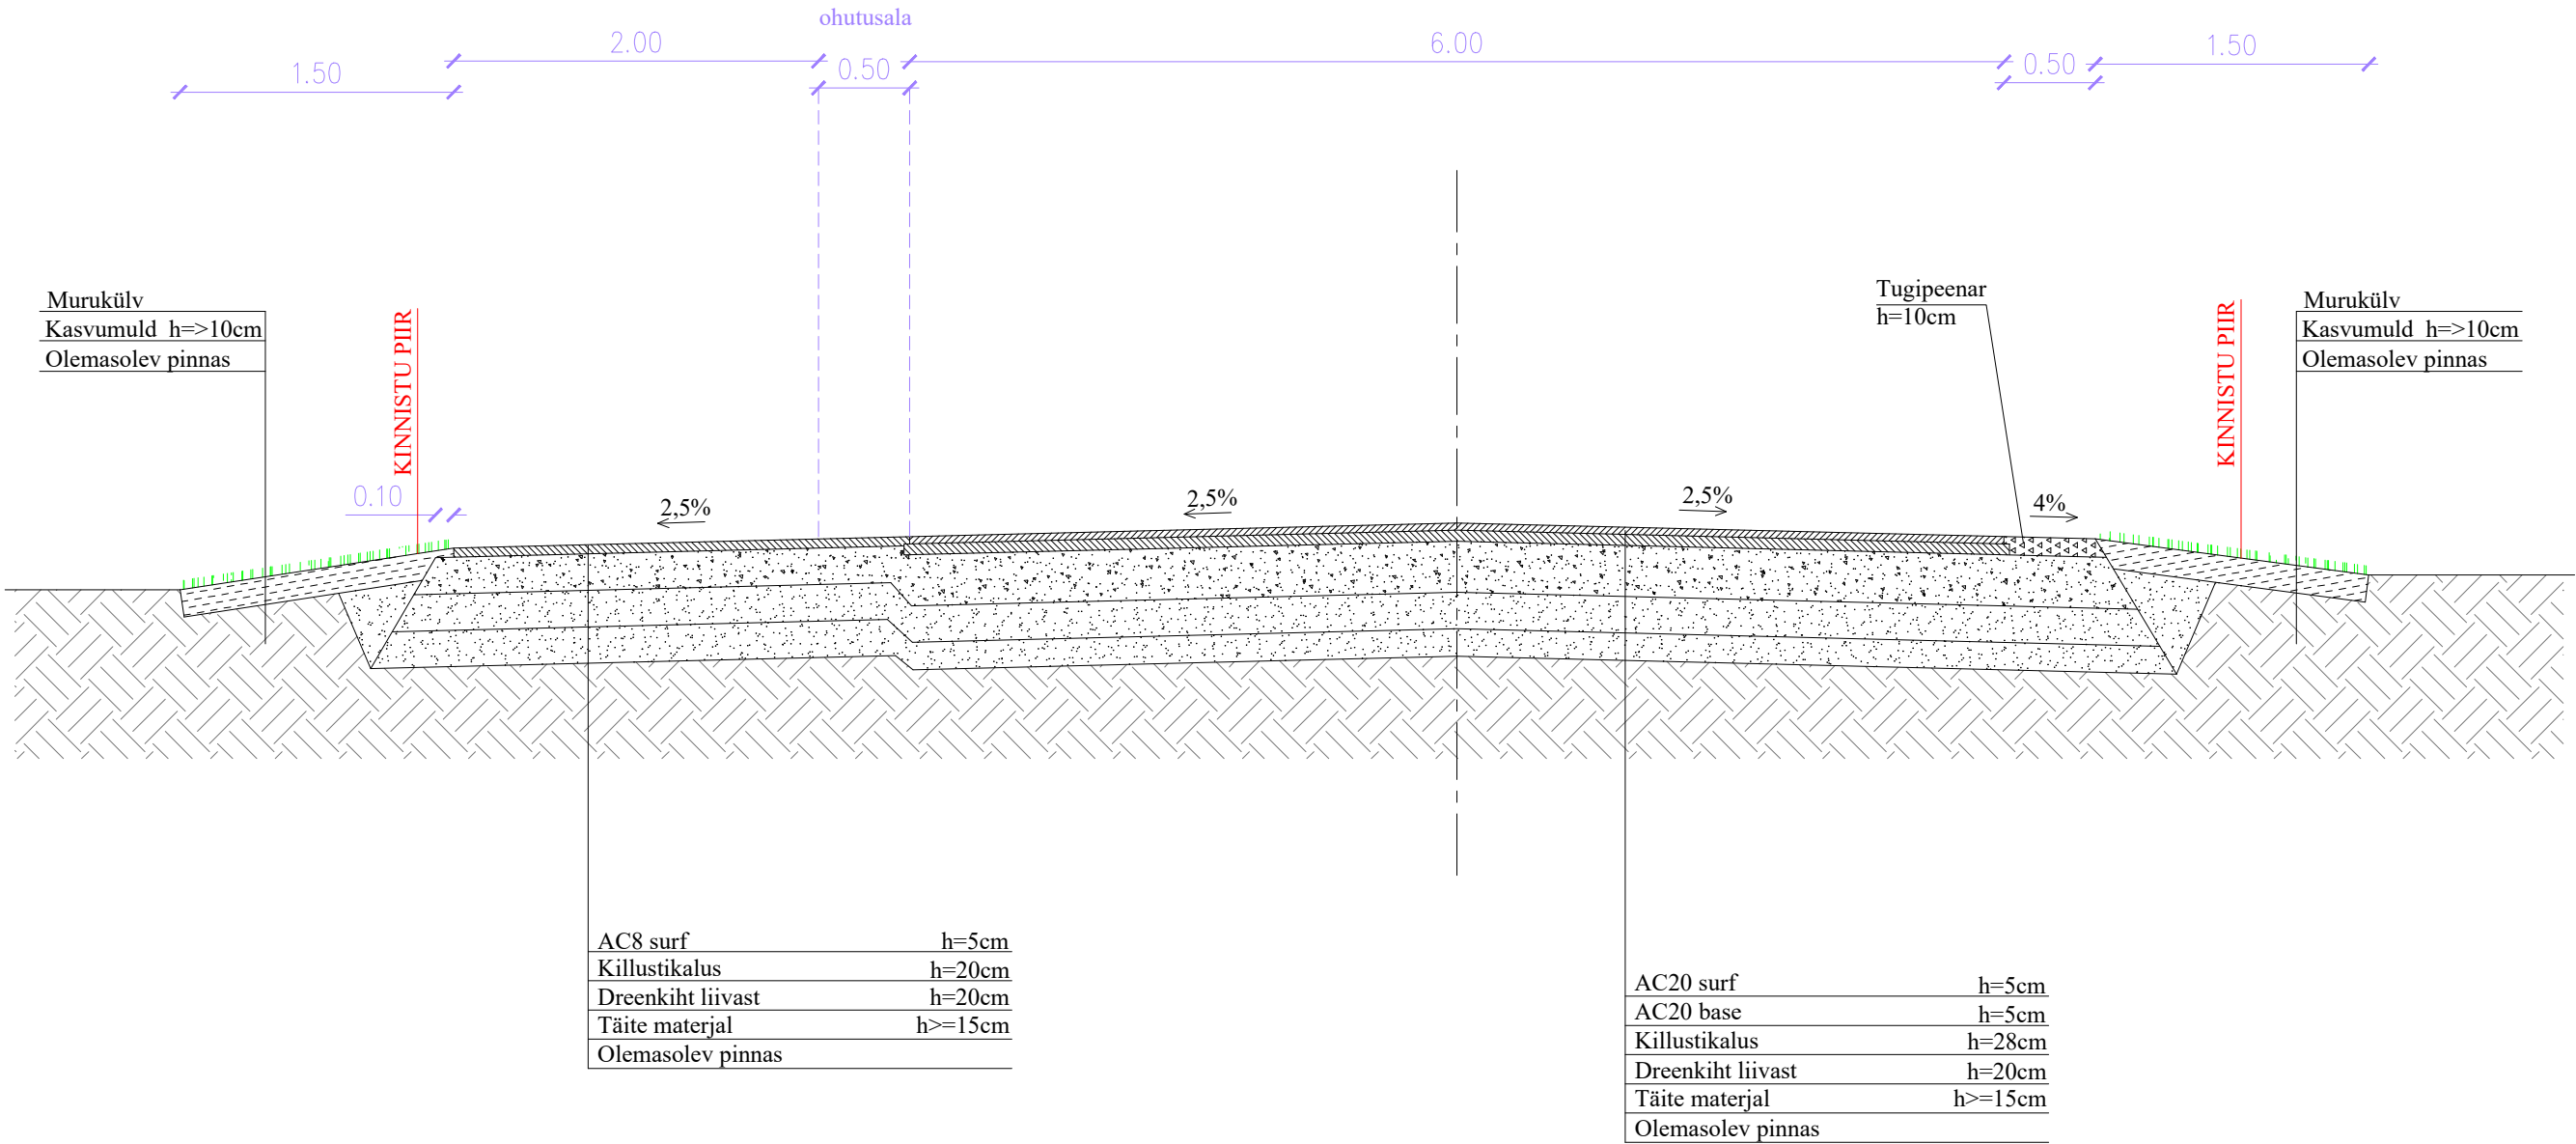 ohutusala
2.00
6.00
1.50
0.50
0.50
1.50
Murukülv
Kasvumuld h=>10cm
Olemasolev pinnas
KINNISTU PIIR
Tugipeenar
h=10cm
KINNISTU PIIR
Murukülv
Kasvumuld h=>10cm
Olemasolev pinnas
0.10
2,5%
2,5%
2,5%
4%
AC8 surf h=5cm
Killustikalus h=20cm
Dreenkiht liivast h=20cm
Täite materjal h>=15cm
Olemasolev pinnas
AC20 surf h=5cm
AC20 base h=5cm
Killustikalus h=28cm
Dreenkiht liivast h=20cm
Täite materjal h>=15cm
Olemasolev pinnas